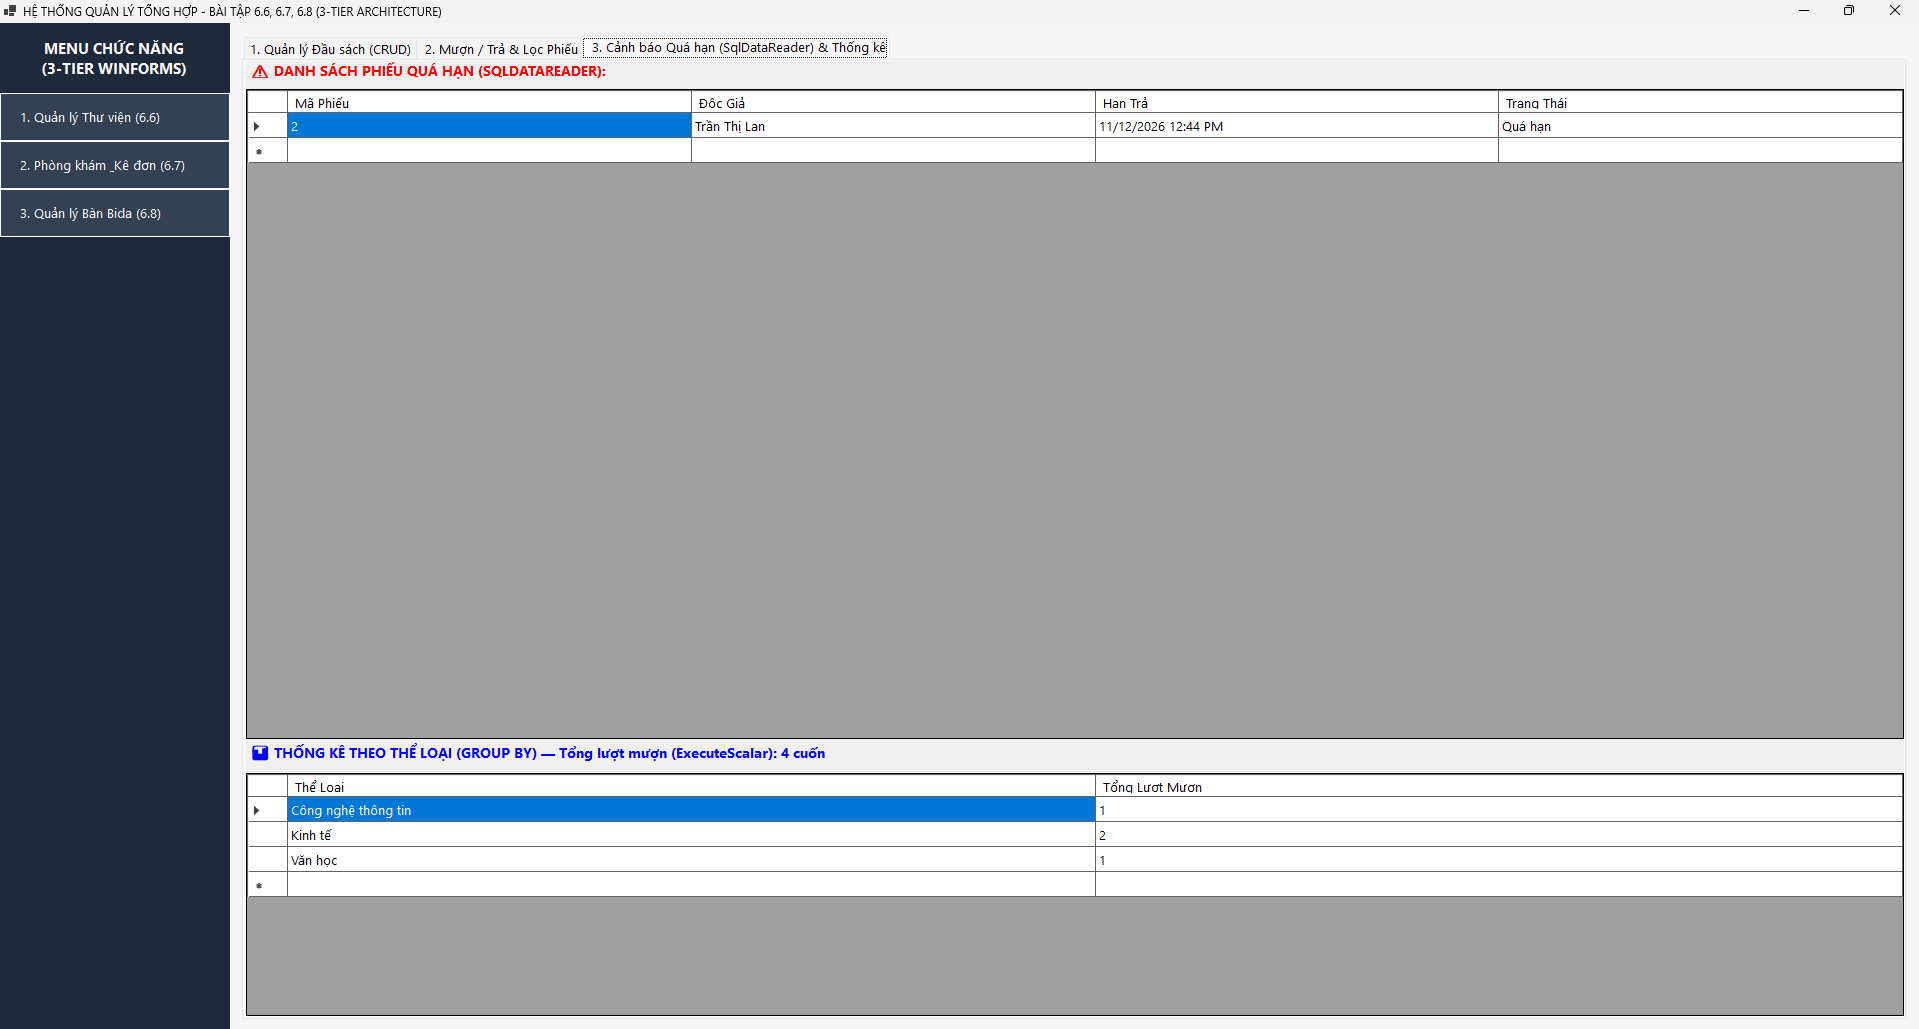 HỆ THỐNG QUẢN LÝ TỔNG HỢP - BÀI TẬP 6.6, 6.7, 6.8 (3-TIER ARCHITECTURE)
MENU CHỨC NĂNG
(3-TIER WINFORMS)
1. Quản lý Thư viện (6.6)
2. Phòng khám _Kê đơn (6.7)
3. Quản lý Bàn Bida (6.8)
1. Quản lý Đầu sách (CRUD)
2. Mượn / Trả & Lọc Phiếu
3. Cảnh báo Quá hạn (SqlDataReader) & Thống kê
DANH SÁCH PHIẾU QUÁ HẠN (SQLDATAREADER):
Mã Phiếu
Độc Giả
Hạn Trả
Trạng Thái
2
Trần Thị Lan
11/12/2026 12:44 PM
Quá hạn
THỐNG KÊ THEO THỂ LOẠI (GROUP BY) — Tổng lượt mượn (ExecuteScalar): 4 cuốn
Thể Loại
Tổng Lượt Mượn
Công nghệ thông tin
1
Kinh tế
2
Văn học
1